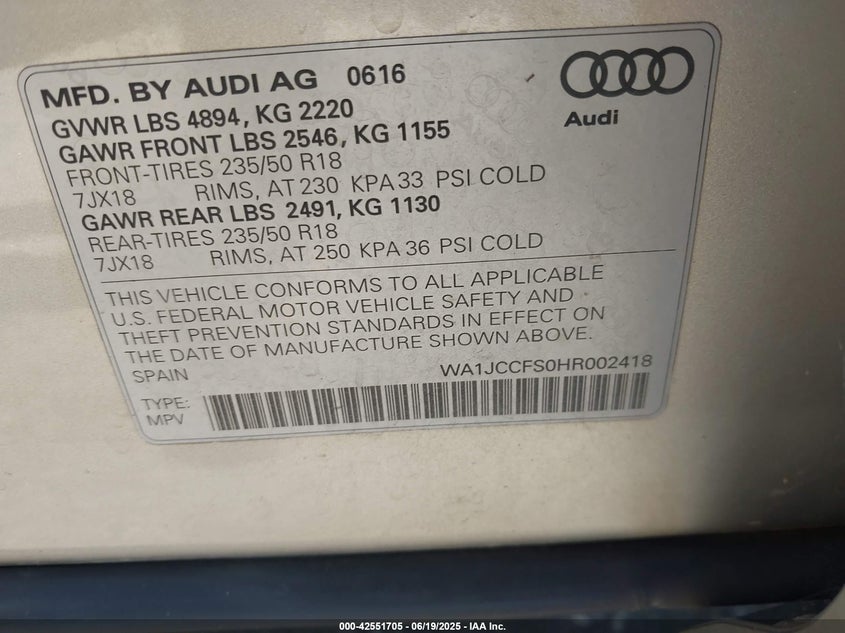 MFD. BY AUDI AG 0616
Audi
GVWR LBS 4894, KG 2220
GAWR FRONT LBS 2546, KG 1155
FRONT-TIRES 235/50 R18
7JX18 RIMS, AT 230 KPA 33 PSI COLD
GAWR REAR LBS 2491, KG 1130
REAR-TIRES 235/50 R18
7JX18 RIMS, AT 250 KPA 36 PSI COLD
THIS VEHICLE CONFORMS TO ALL APPLICABLE
U.S. FEDERAL MOTOR VEHICLE SAFETY AND
THEFT PREVENTION STANDARDS IN EFFECT ON
THE DATE OF MANUFACTURE SHOWN ABOVE.
SPAIN WA1JCCFS0HR002418
TYPE:
MPV
000-42551705 - 06/19/2025 - IAA Inc.